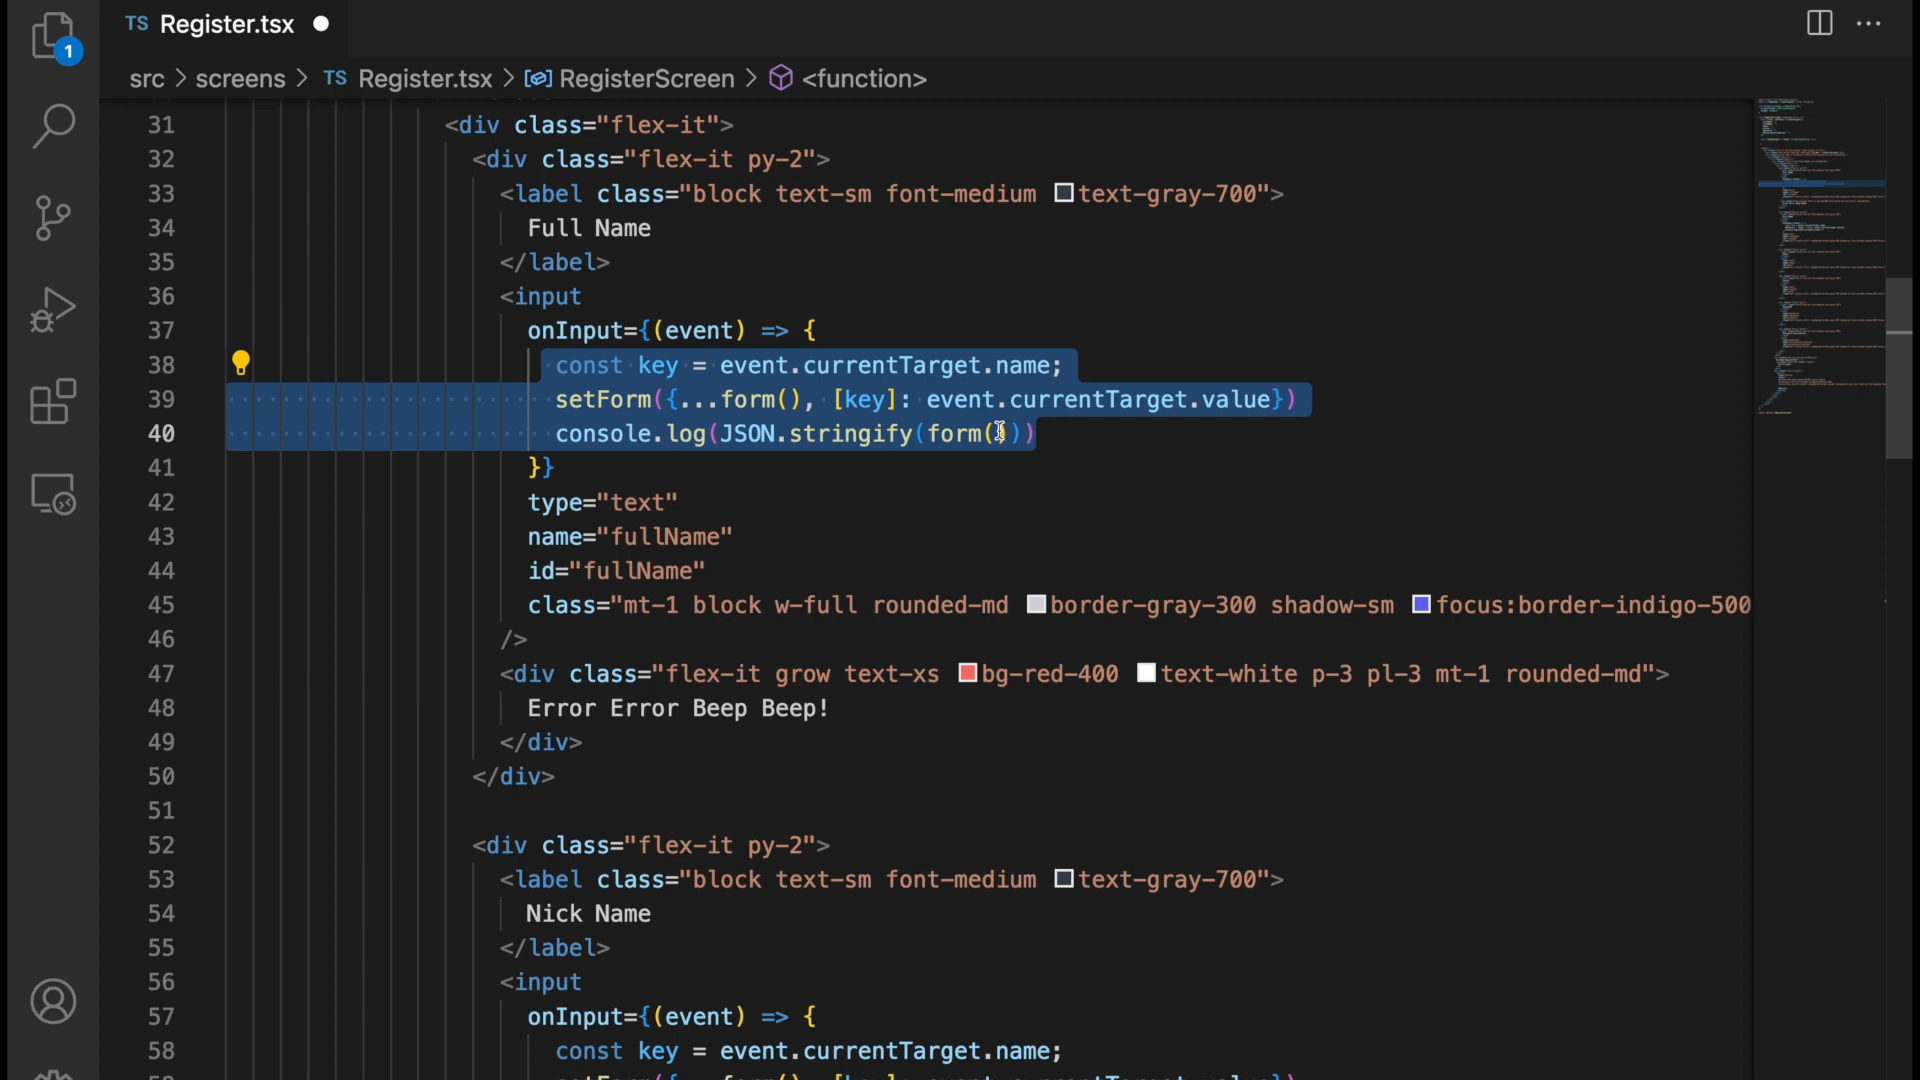 TS Register.tsx
1
src > screens > TS Register.tsx > RegisterScreen > <function>
31 <div class="flex-it">
32 <div class="flex-it py-2">
33 <label class="block text-sm font-medium text-gray-700">
34 Full Name
35 </label>
36 <input
37 onInput={(event) => {
38 const key = event.currentTarget.name;
39 setForm({...form(), [key]: event.currentTarget.value})
40 console.log(JSON.stringify(form()))
41 }}
42 type="text"
43 name="fullName"
44 id="fullName"
45 class="mt-1 block w-full rounded-md border-gray-300 shadow-sm focus:border-indigo-500
46 />
47 <div class="flex-it grow text-xs bg-red-400 text-white p-3 pl-3 mt-1 rounded-md">
48 Error Error Beep Beep!
49 </div>
50 </div>
51
52 <div class="flex-it py-2">
53 <label class="block text-sm font-medium text-gray-700">
54 Nick Name
55 </label>
56 <input
57 onInput={(event) => {
58 const key = event.currentTarget.name;